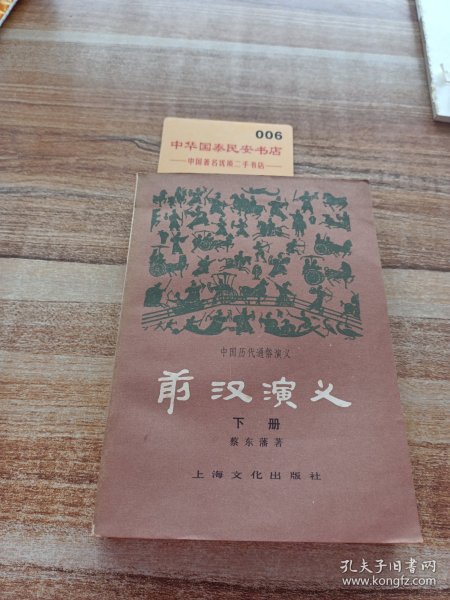 006
中华国泰民安书店
中国著名优质二手书店
中国历代通俗演义
前汉演义
下册
蔡东藩著
上海文化出版社
孔夫子旧书网
www.kongfz.com